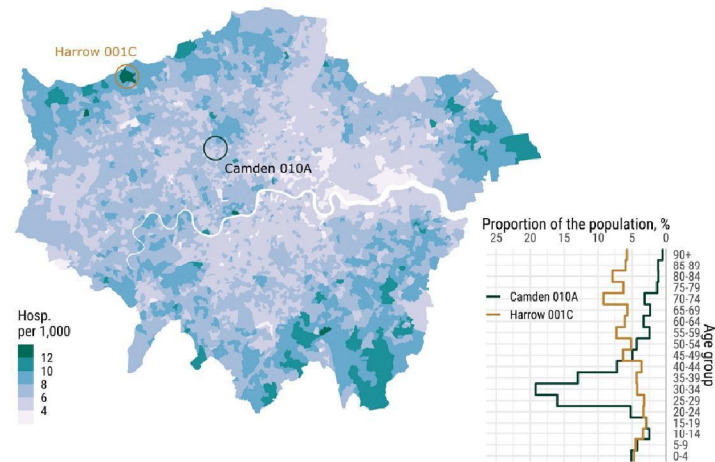 Harrow 001C
Camden 010A
Hosp.
per 1,000
12
10
8
6
4
Proportion of the population, %
25 20 15 10 5 0
Camden 010A
Harrow 001C
90+
85-89
80-84
75-79
70-74
65-69
60-64
55-59
50-54
45-49
40-44
35-39
30-34
25-29
20-24
15-19
10-14
5-9
0-4
Age group